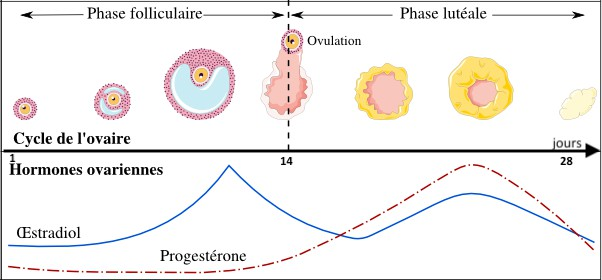 Phase folliculaire
Phase lutéale
Ovulation
Cycle de l'ovaire
jours
1
14
28
Hormones ovariennes
Œstradiol
Progestérone